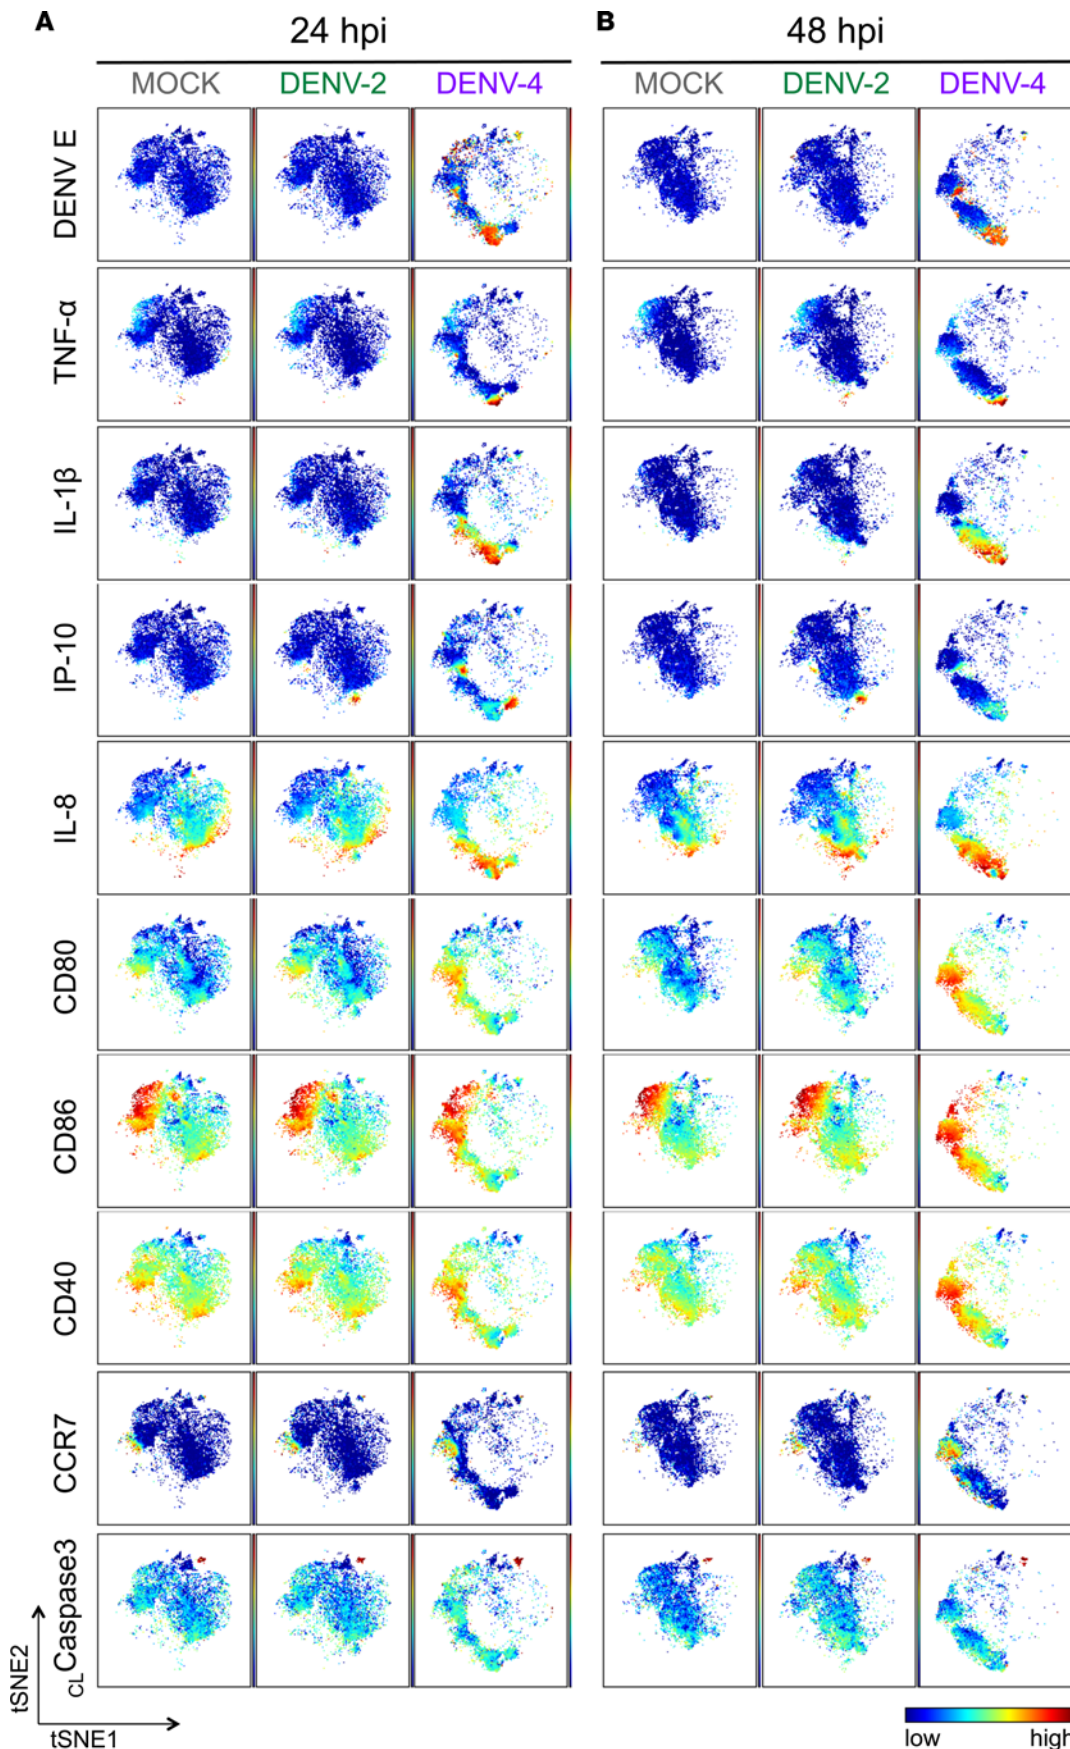 A
24 hpi
B
48 hpi
MOCK
DENV-2
DENV-4
MOCK
DENV-2
DENV-4
DENV E
TNF-α
IL-1β
IP-10
IL-8
CD80
CD86
CD40
CCR7
CLCaspase3
tSNE2
tSNE1
low
high